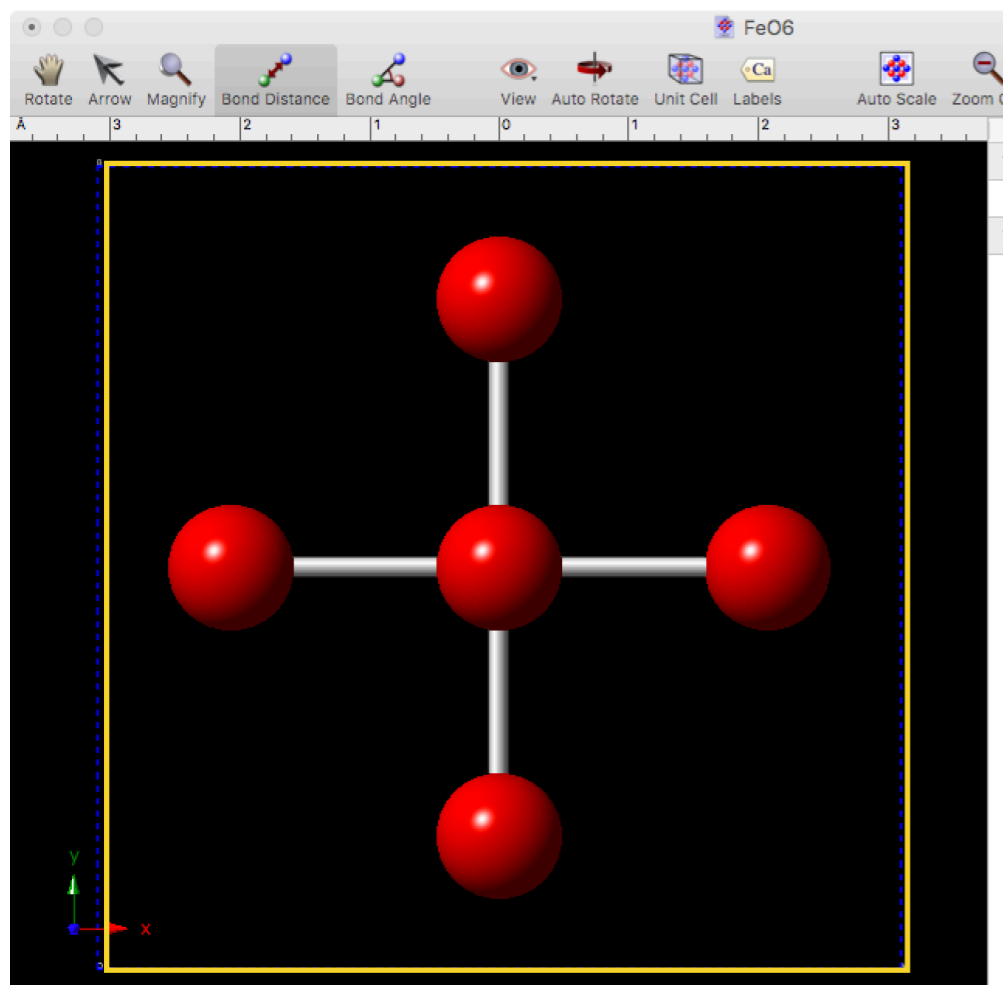 FeO6
Rotate Arrow Magnify Bond Distance Bond Angle View Auto Rotate Unit Cell Labels Auto Scale Zoom
Ca
Å 3 2 1 0 1 2 3
y
x